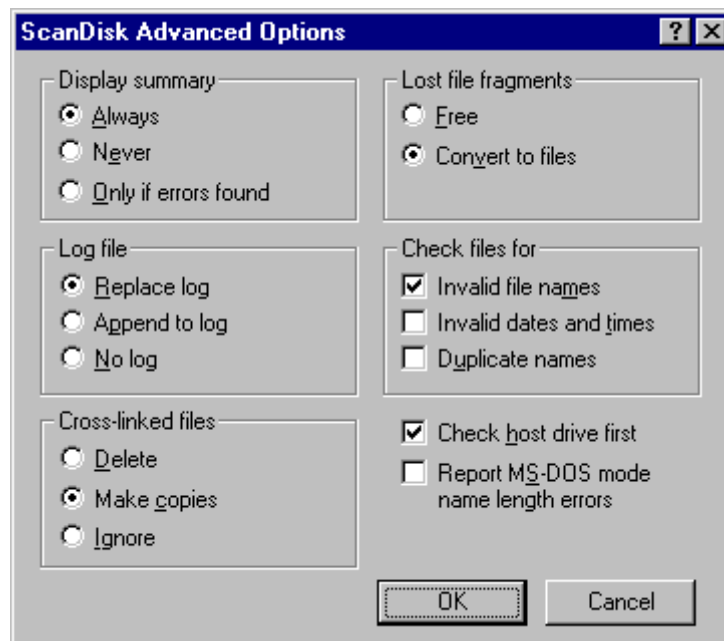 ScanDisk Advanced Options
?
Display summary
Always
Never
Only if errors found
Lost file fragments
Free
Convert to files
Log file
Replace log
Append to log
No log
Check files for
Invalid file names
Invalid dates and times
Duplicate names
Cross-linked files
Delete
Make copies
Ignore
Check host drive first
Report MS-DOS mode
name length errors
OK
Cancel